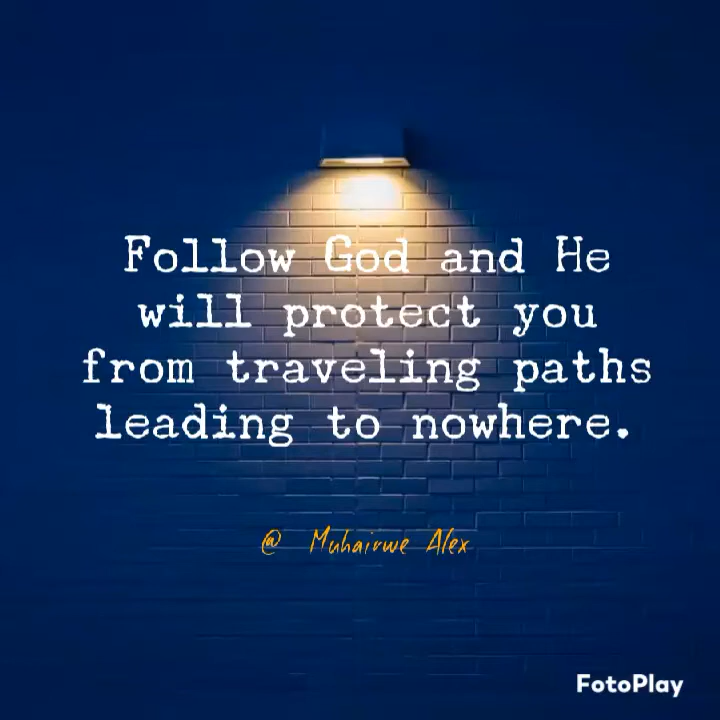 Follow God and He
will protect you
from traveling paths
leading to nowhere.
@ Muhairwe Alex
FotoPlay